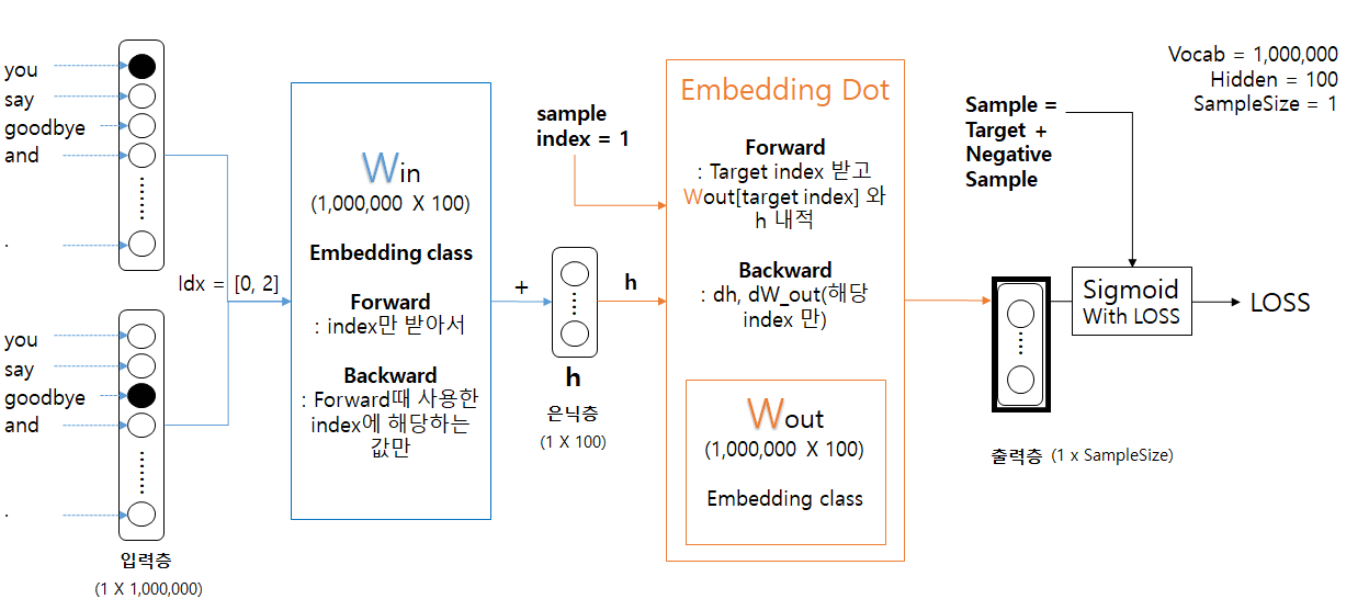 you
say
goodbye
and
.
you
say
goodbye
and
.
입력층
(1 X 1,000,000)
Idx = [0, 2]
Win
(1,000,000 X 100)
Embedding class
Forward
: index만 받아서
Backward
: Forward때 사용한
index에 해당하는
값만
+
h
은닉층
(1 X 100)
sample
index = 1
h
Embedding Dot
Forward
: Target index 받고
Wout[target index] 와
h 내적
Backward
: dh, dW_out(해당
index 만)
Wout
(1,000,000 X 100)
Embedding class
Vocab = 1,000,000
Hidden = 100
SampleSize = 1
Sample =
Target +
Negative
Sample
Sigmoid
With LOSS
LOSS
출력층 (1 x SampleSize)